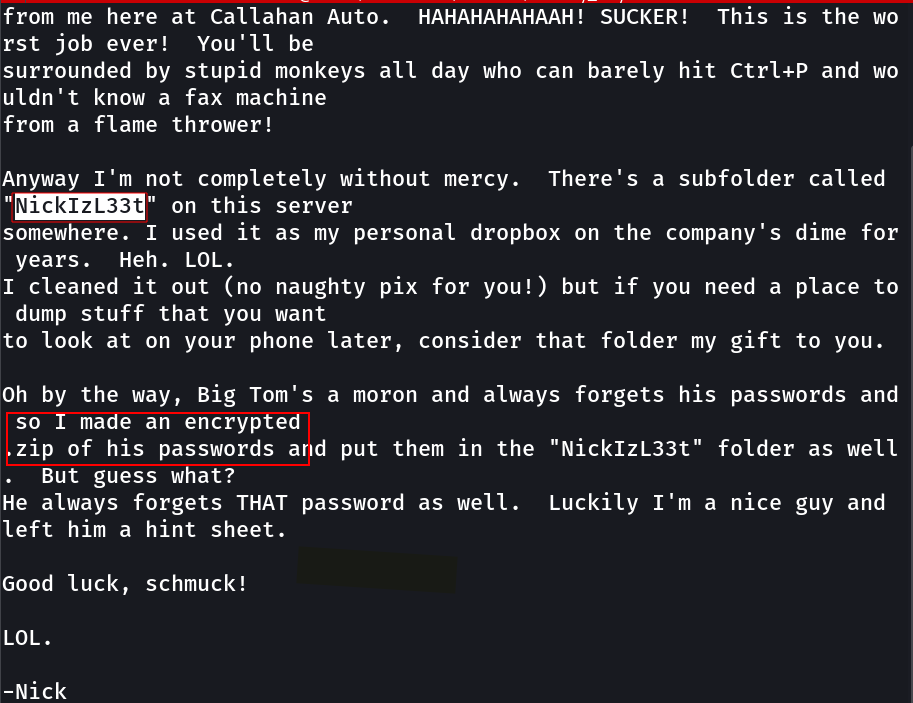 from me here at Callahan Auto.  HAHAHAHAHAAH! SUCKER!  This is the wo
rst job ever!  You'll be
surrounded by stupid monkeys all day who can barely hit Ctrl+P and wo
uldn't know a fax machine
from a flame thrower!
Anyway I'm not completely without mercy.  There's a subfolder called
"NickIzL33t" on this server
somewhere. I used it as my personal dropbox on the company's dime for
 years.  Heh. LOL.
I cleaned it out (no naughty pix for you!) but if you need a place to
 dump stuff that you want
to look at on your phone later, consider that folder my gift to you.
Oh by the way, Big Tom's a moron and always forgets his passwords and
 so I made an encrypted
.zip of his passwords and put them in the "NickIzL33t" folder as well
.  But guess what?
He always forgets THAT password as well.  Luckily I'm a nice guy and
left him a hint sheet.
Good luck, schmuck!
LOL.
-Nick